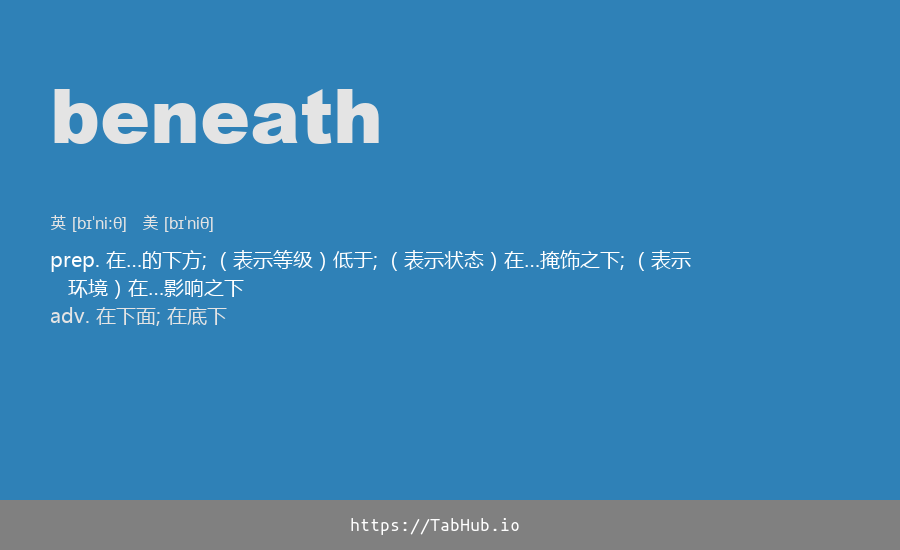 beneath
英 [bɪˈniːθ] 美 [bɪˈniθ]
prep. 在…的下方; （表示等级）低于; （表示状态）在…掩饰之下; （表示
环境）在…影响之下
adv. 在下面; 在底下
https://TabHub.io